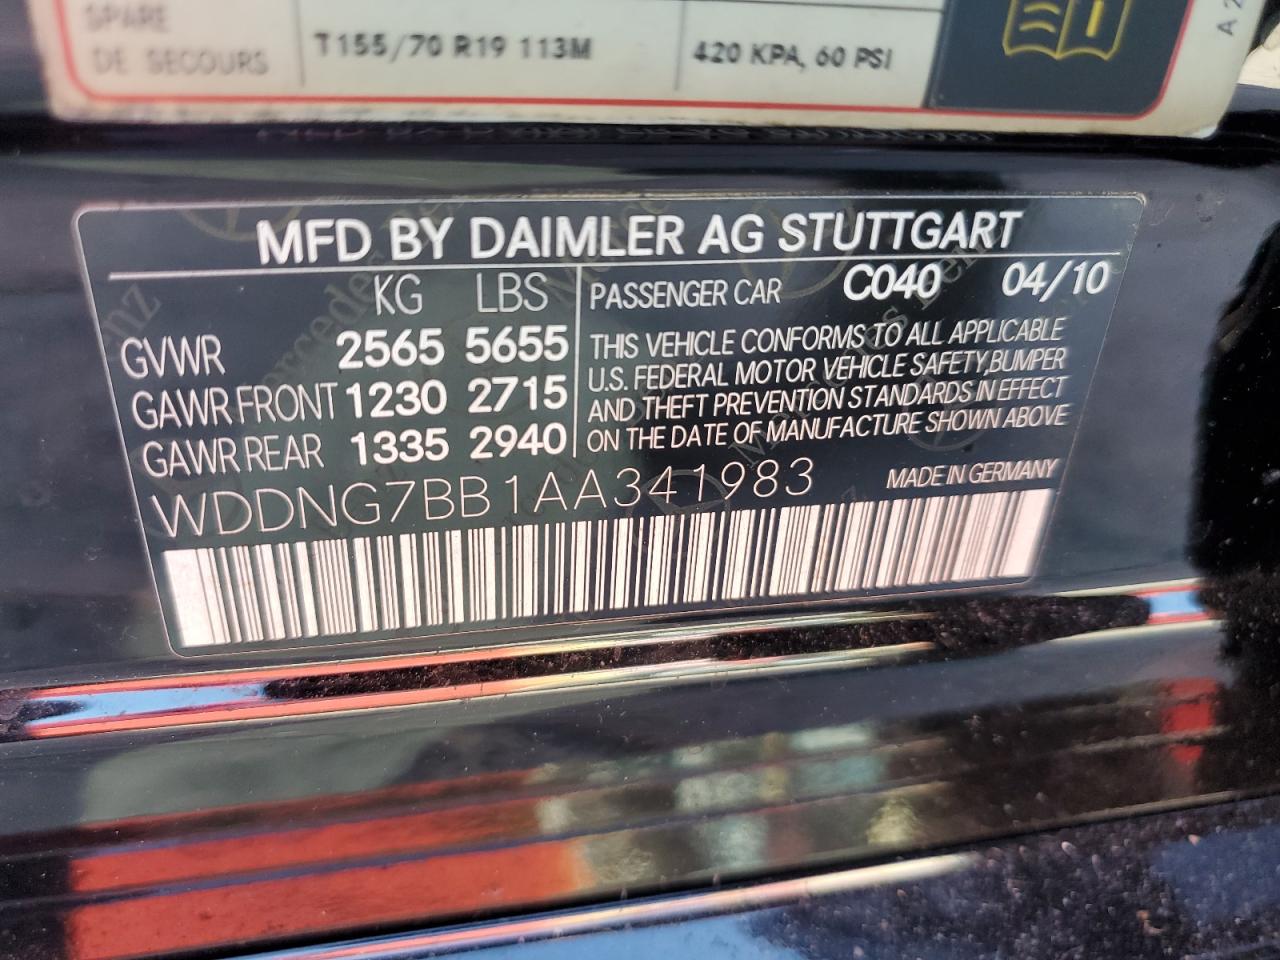 SPARE
DE SECOURS T155/70 R19 113M 420 KPA, 60 PSI
A 2
MFD BY DAIMLER AG STUTTGART
KG LBS PASSENGER CAR C040 04/10
GVWR 2565 5655
GAWR FRONT 1230 2715
GAWR REAR 1335 2940
THIS VEHICLE CONFORMS TO ALL APPLICABLE
U.S. FEDERAL MOTOR VEHICLE SAFETY,BUMPER
AND THEFT PREVENTION STANDARDS IN EFFECT
ON THE DATE OF MANUFACTURE SHOWN ABOVE
WDDNG7BB1AA341983 MADE IN GERMANY